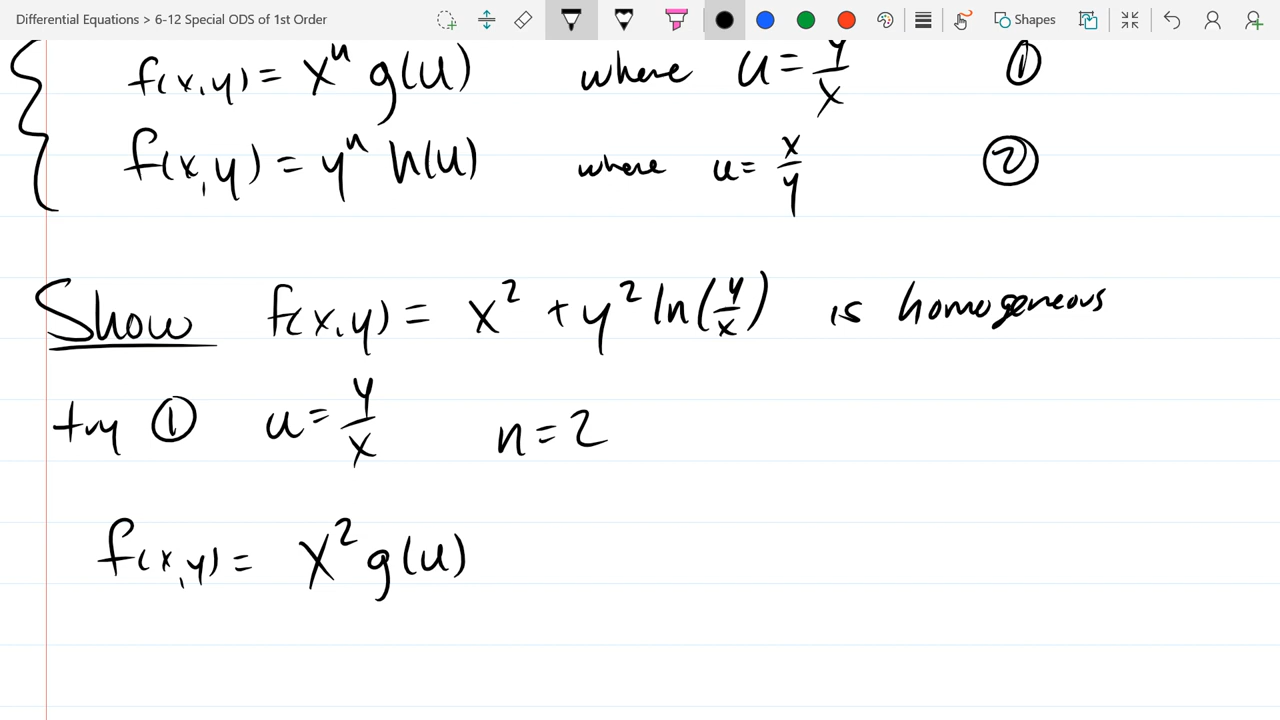 Differential Equations > 6-12 Special ODS of 1st Order
Shapes
f(x,y) = x^n g(u) where u = y/x ①
f(x,y) = y^n h(u) where u = x/y ②
Show f(x,y) = x² + y² ln(y/x) is homogeneous
try ① u = y/x n = 2
f(x,y) = x² g(u)